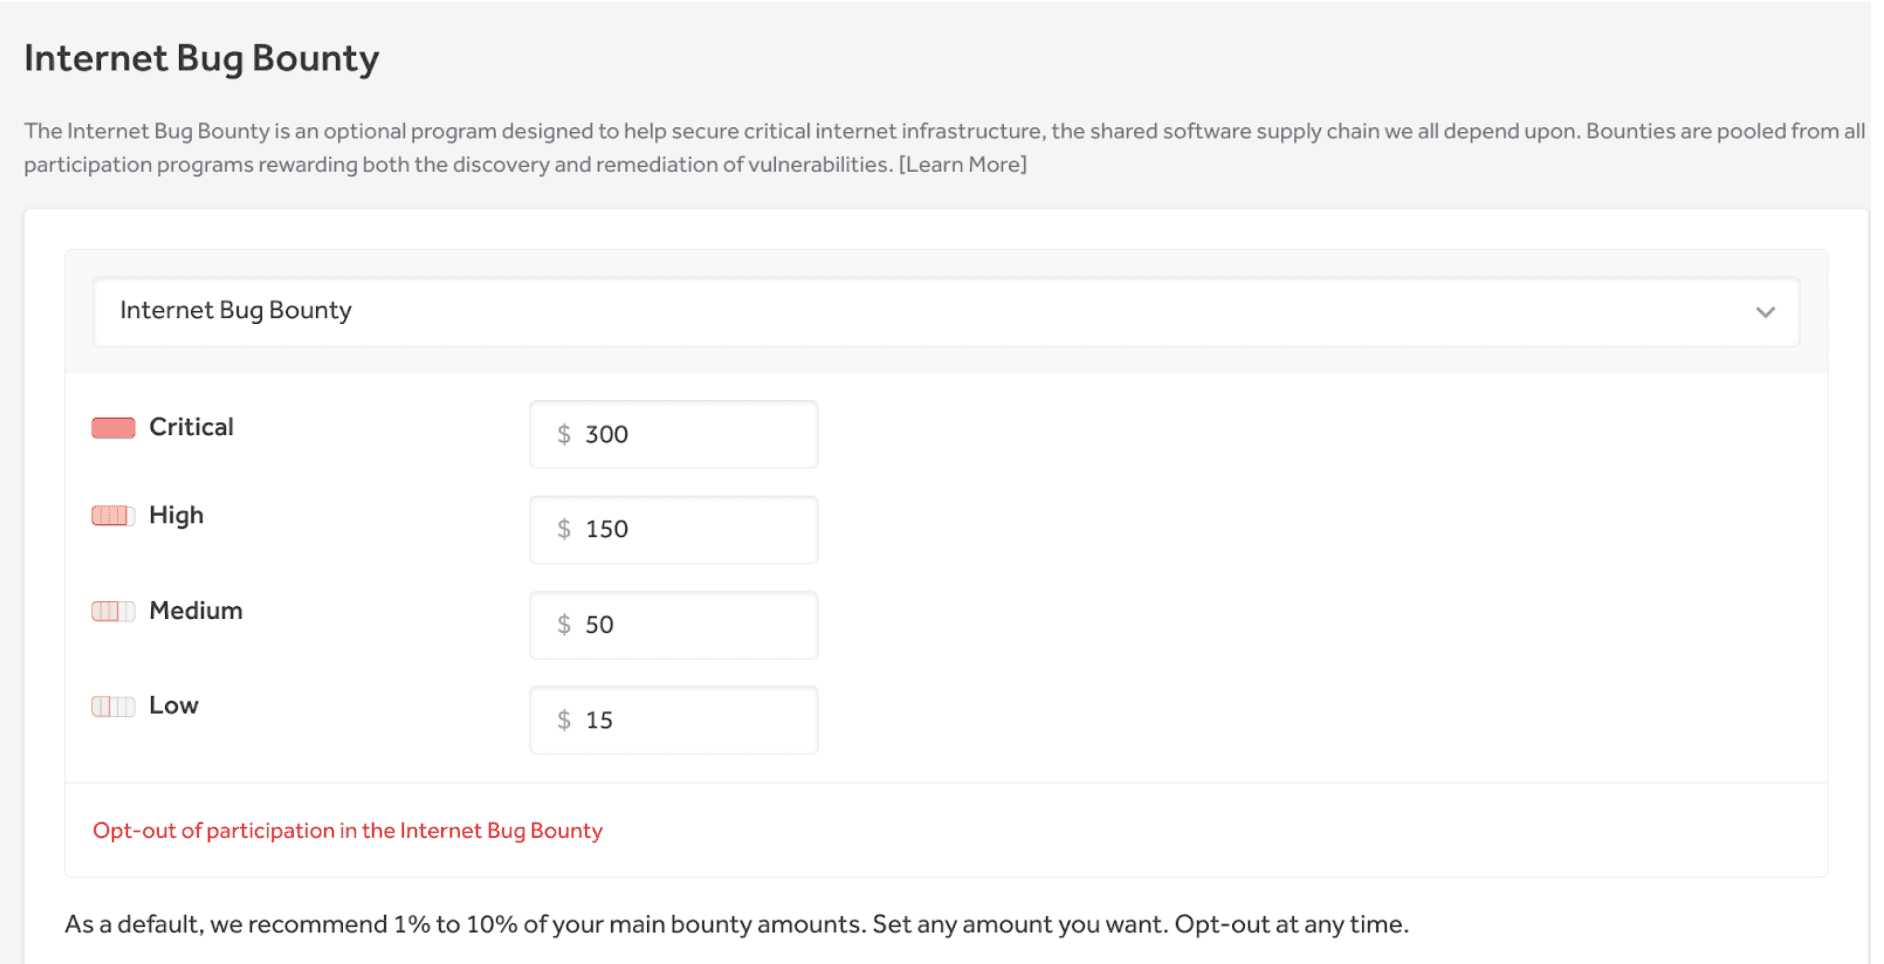 Internet Bug Bounty
The Internet Bug Bounty is an optional program designed to help secure critical internet infrastructure, the shared software supply chain we all depend upon. Bounties are pooled from all
participation programs rewarding both the discovery and remediation of vulnerabilities. [Learn More]
Internet Bug Bounty
Critical $ 300
High $ 150
Medium $ 50
Low $ 15
Opt-out of participation in the Internet Bug Bounty
As a default, we recommend 1% to 10% of your main bounty amounts. Set any amount you want. Opt-out at any time.